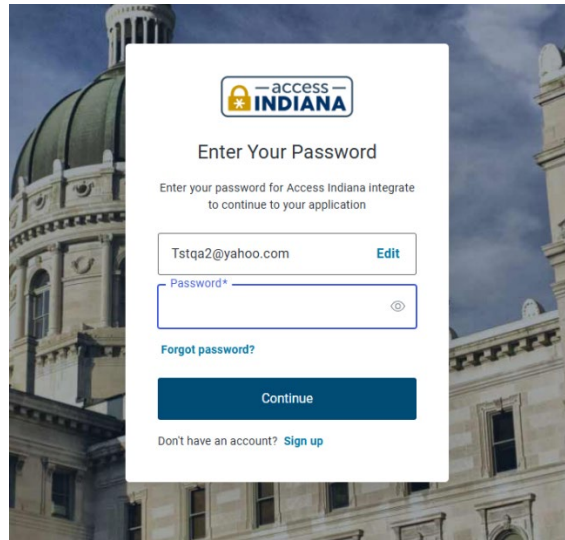 access
INDIANA
Enter Your Password
Enter your password for Access Indiana integrate
to continue to your application
Tstqa2@yahoo.com Edit
Password*
Forgot password?
Continue
Don't have an account? Sign up